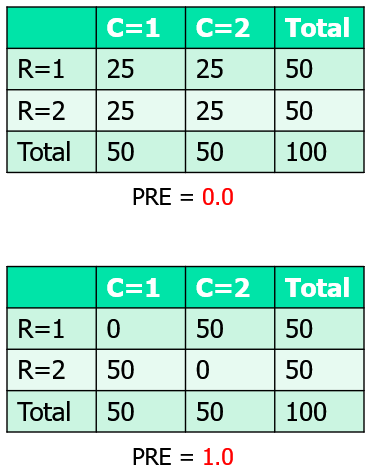 C=1 C=2 Total
R=1 25 25 50
R=2 25 25 50
Total 50 50 100
PRE = 0.0
C=1 C=2 Total
R=1 0 50 50
R=2 50 0 50
Total 50 50 100
PRE = 1.0